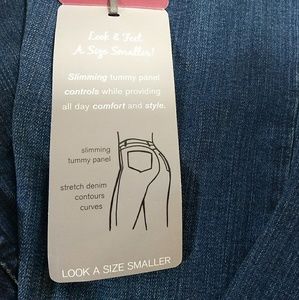 Look & Feel
A Size Smaller!
Slimming tummy panel
controls while providing
all day comfort and style.
slimming
tummy panel
stretch denim
contours
curves
LOOK A SIZE SMALLER